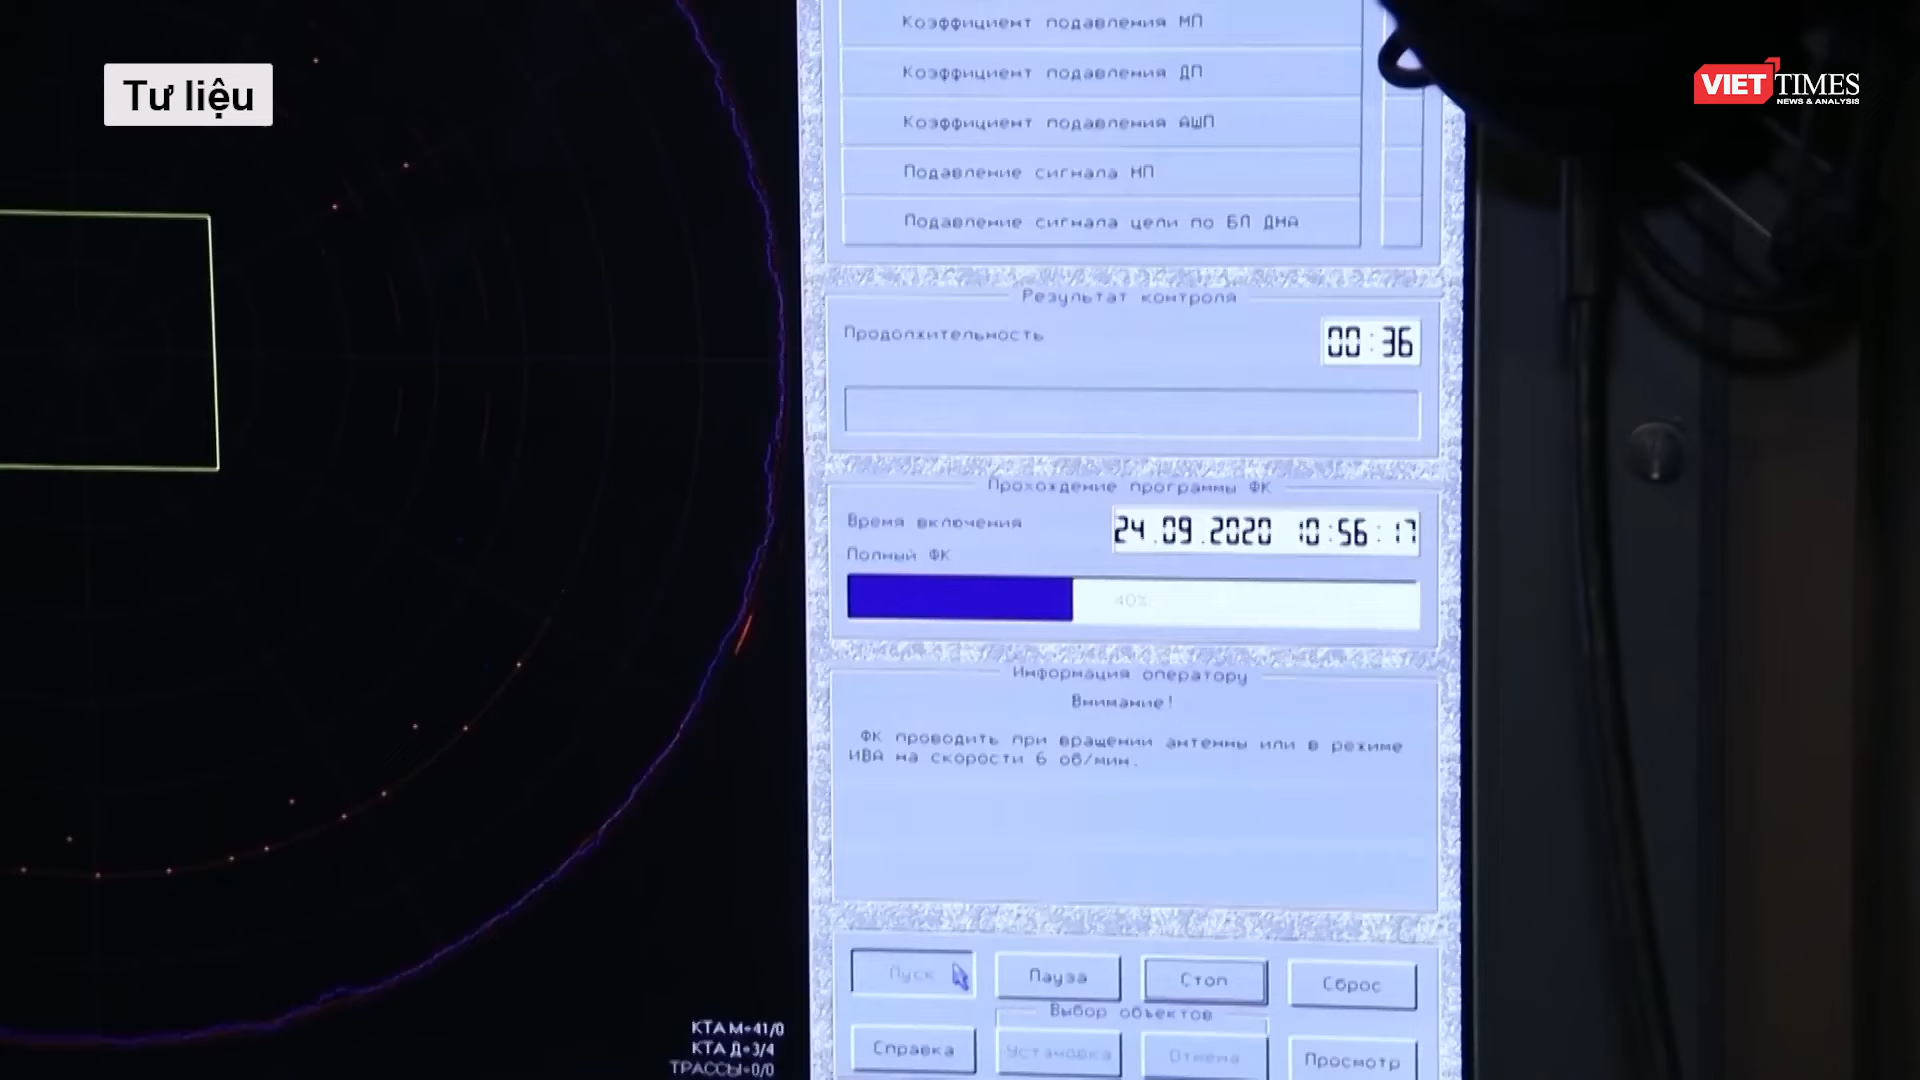 Tư liệu
VIETTIMES
NEWS & ANALYSIS
Коэффициент подавления МП
Коэффициент подавления ДП
Коэффициент подавления АШП
Подавление сигнала НП
Подавление сигнала цели по БЛ ДНА
Результат контроля
Продолжительность
00:36
Прохождение программы ФК
Время включения
24.09.2020 10:56:17
Полный ФК
40%
Информация оператору
Внимание!
ФК проводить при вращении антенны или в режиме
ИВА на скорости 6 об/мин.
Пуск
Пауза
Стоп
Сброс
Выбор объектов
Справка
Установка
Отмена
Просмотр
КТА М=41/0
КТА Д=3/4
ТРАССЫ=0/0